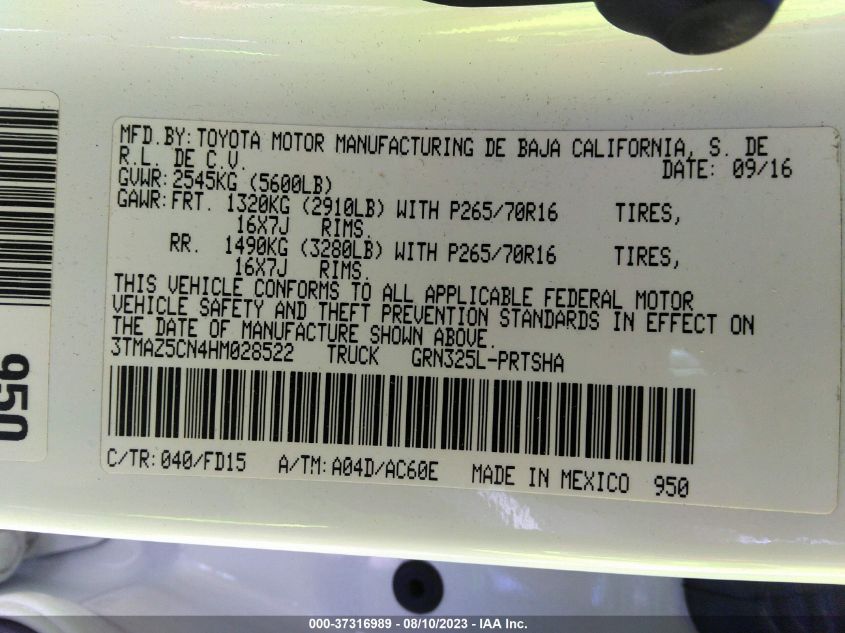 MFD.BY:TOYOTA MOTOR MANUFACTURING DE BAJA CALIFORNIA, S. DE
R.L. DE C.V.
DATE: 09/16
GVWR:2545KG (5600LB)
GAWR:FRT. 1320KG (2910LB) WITH P265/70R16 TIRES,
16X7J RIMS.
RR. 1490KG (3280LB) WITH P265/70R16 TIRES,
16X7J RIMS.
THIS VEHICLE CONFORMS TO ALL APPLICABLE FEDERAL MOTOR
VEHICLE SAFETY AND THEFT PREVENTION STANDARDS IN EFFECT ON
THE DATE OF MANUFACTURE SHOWN ABOVE.
3TMAZ5CN4HM028522 TRUCK GRN325L-PRTSHA
C/TR:040/FD15 A/TM:A04D/AC60E MADE IN MEXICO 950
950
000-37316989 - 08/10/2023 - IAA Inc.